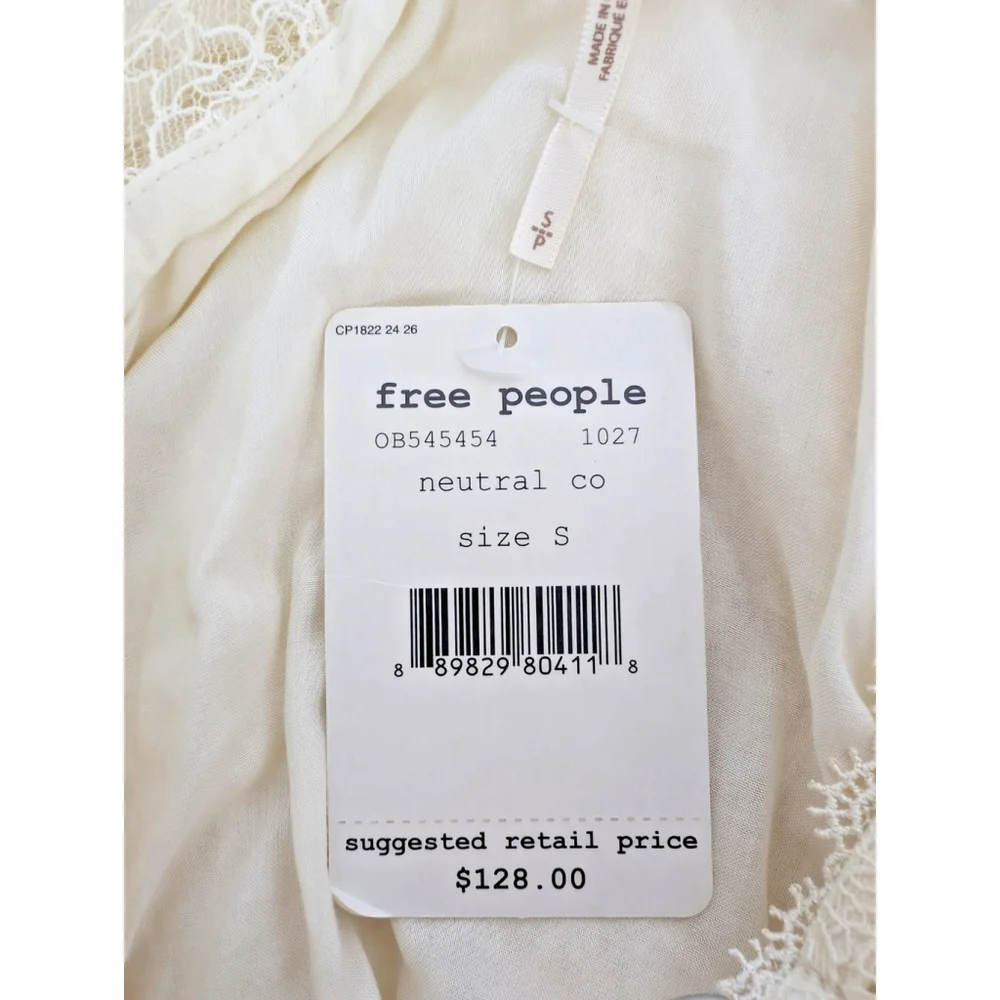 MADE IN
FABRIQUÉ E
S
P
CP1822 24 26
free people
OB545454 1027
neutral co
size S
8 89829 80411 8
suggested retail price
$128.00